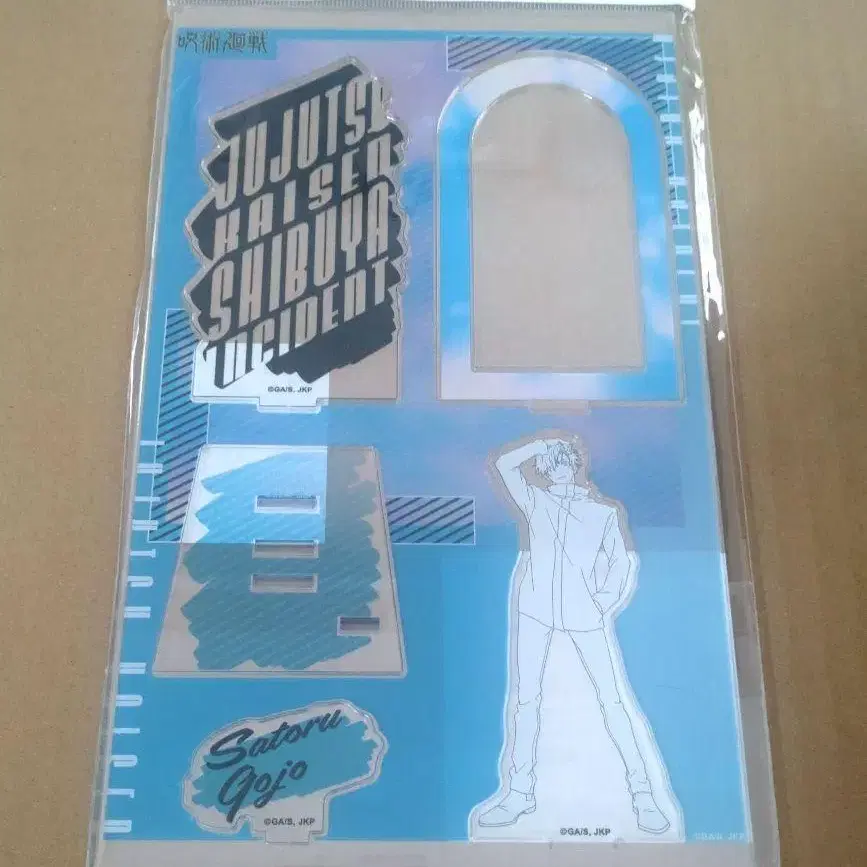 呪術廻戦
JUJUTSU
KAISEN
SHIBUYA
INCIDENT
©GA/S, JKP
Satoru
Gojo
©GA/S, JKP
©GA/S, JKP
©GA/S, JKP